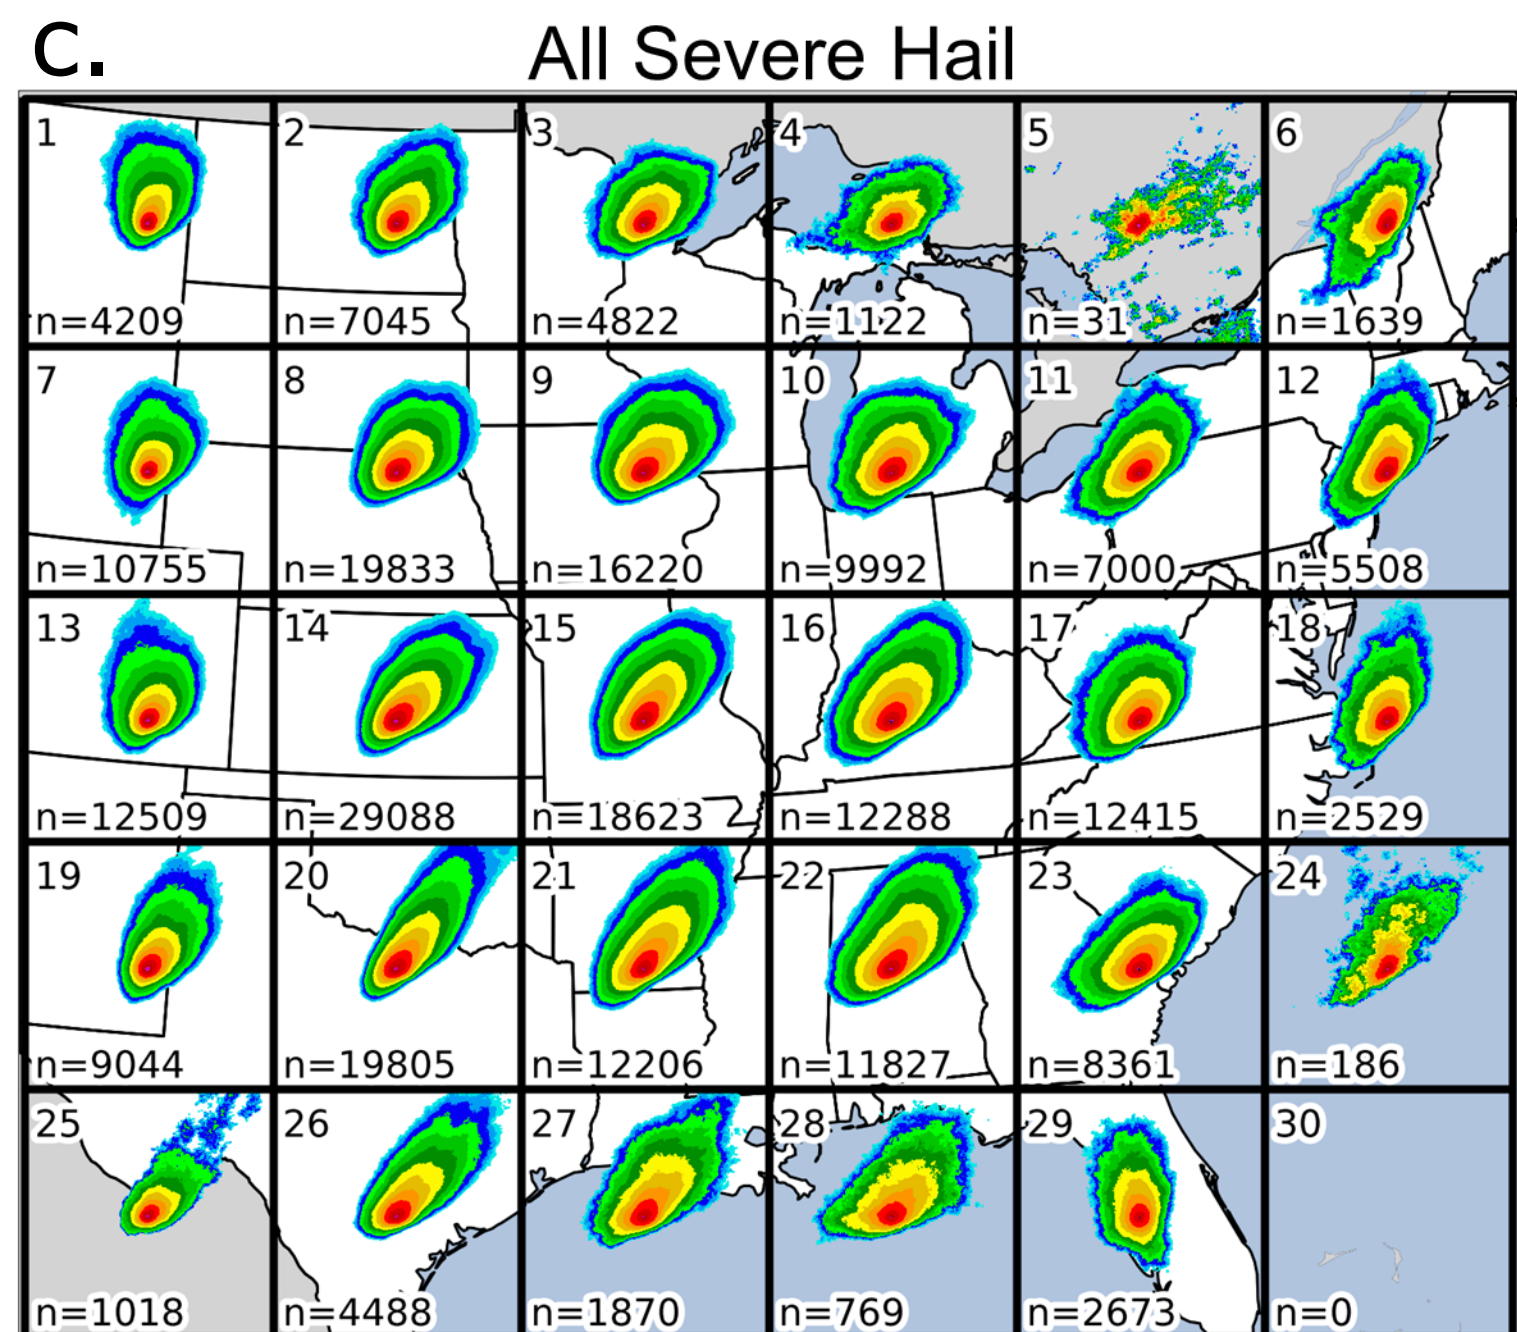 c.
All Severe Hail
1 2 3 4 5 6
n=4209 n=7045 n=4822 n=1122 n=31 n=1639
7 8 9 10 11 12
n=10755 n=19833 n=16220 n=9992 n=7000 n=5508
13 14 15 16 17 18
n=12509 n=29088 n=18623 n=12288 n=12415 n=2529
19 20 21 22 23 24
n=9044 n=19805 n=12206 n=11827 n=8361 n=186
25 26 27 28 29 30
n=1018 n=4488 n=1870 n=769 n=2673 n=0